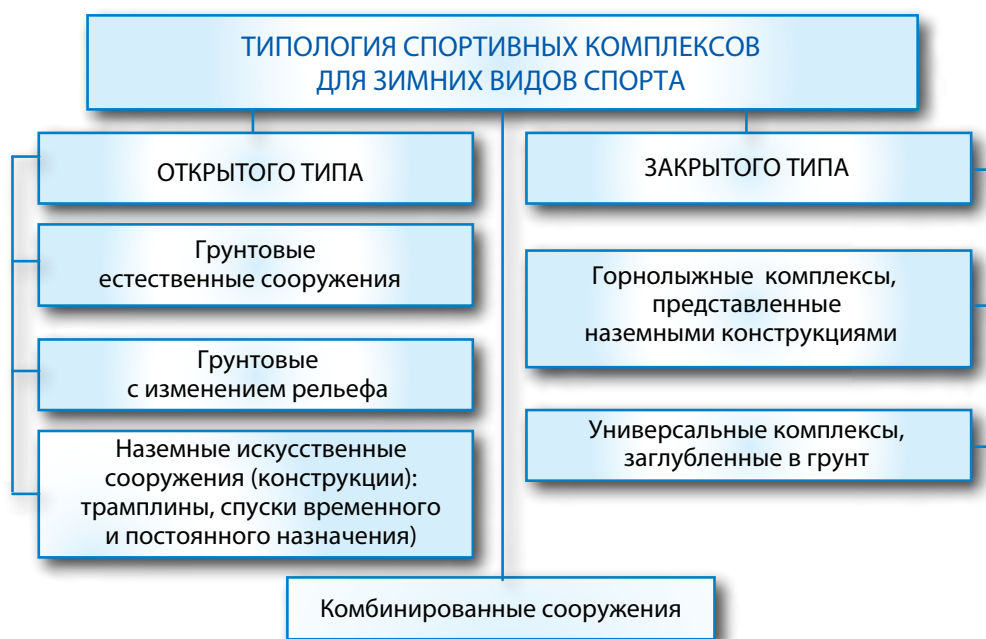 ТИПОЛОГИЯ СПОРТИВНЫХ КОМПЛЕКСОВ
ДЛЯ ЗИМНИХ ВИДОВ СПОРТА
ОТКРЫТОГО ТИПА
Грунтовые
естественные сооружения
Грунтовые
с изменением рельефа
Наземные искусственные
сооружения (конструкции):
трамплины, спуски временного
и постоянного назначения)
ЗАКРЫТОГО ТИПА
Горнолыжные комплексы,
представленные
наземными конструкциями
Универсальные комплексы,
заглубленные в грунт
Комбинированные сооружения